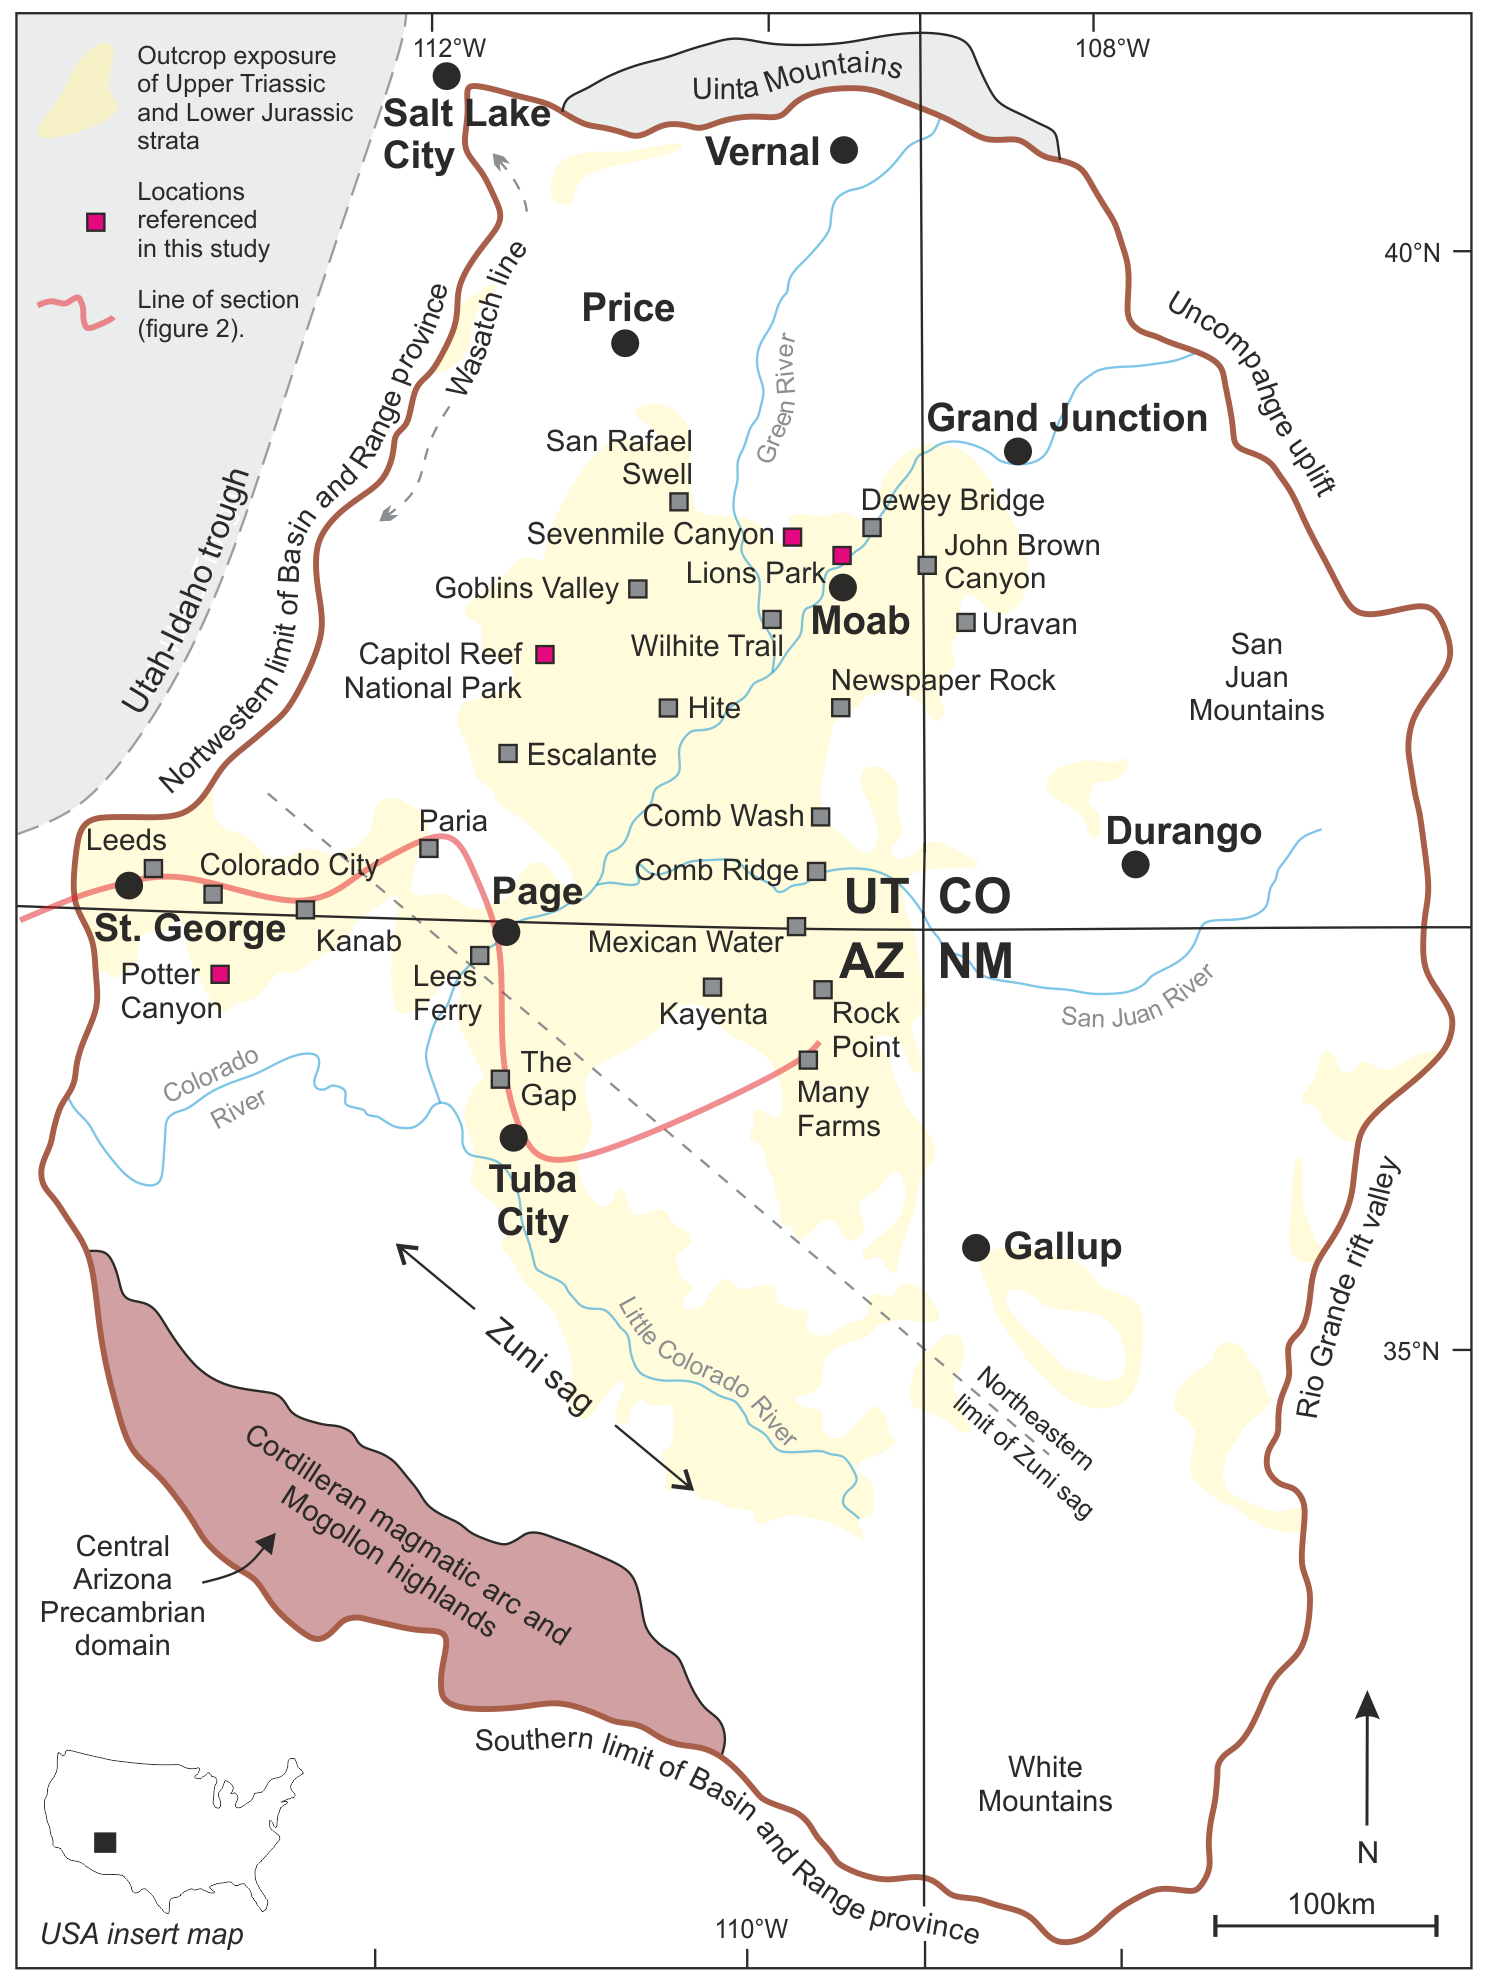 112°W
108°W
Outcrop exposure
of Upper Triassic
and Lower Jurassic
strata
Locations
referenced
in this study
Line of section
(figure 2).
Salt Lake
City
Uinta Mountains
Vernal
40°N
Wasatch line
Price
Green River
Uncompahgre uplift
Nortwestern limit of Basin and Range province
Utah-Idaho trough
Grand Junction
San Rafael
Swell
Dewey Bridge
Sevenmile Canyon
John Brown
Canyon
Lions Park
Goblins Valley
Moab
Uravan
Wilhite Trail
San
Juan
Mountains
Capitol Reef
National Park
Newspaper Rock
Hite
Escalante
Comb Wash
Paria
Leeds
Colorado City
Durango
Comb Ridge
Page
UT
CO
St. George
Kanab
Mexican Water
AZ
NM
Potter
Canyon
Lees
Ferry
Kayenta
Rock
Point
San Juan River
The
Gap
Colorado
River
Many
Farms
Tuba
City
Gallup
Rio Grande rift valley
Zuni sag
Little Colorado River
35°N
Northeastern
limit of Zuni sag
Cordilleran magmatic arc and
Mogollon highlands
Central
Arizona
Precambrian
domain
Southern limit of Basin and Range province
White
Mountains
N
100km
110°W
USA insert map